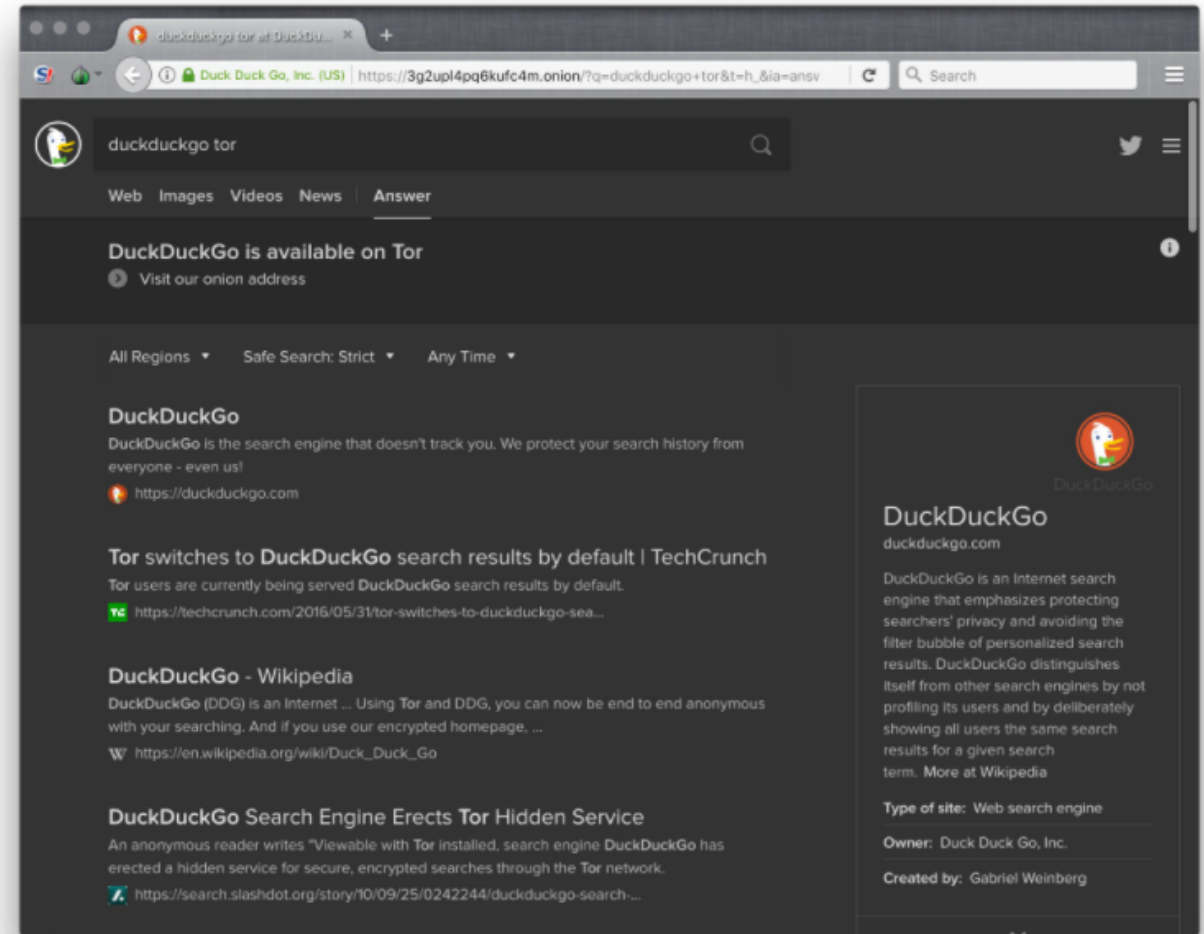 duckduckgo tor at DuckDu...
Duck Duck Go, Inc. (US) https://3g2upl4pq6kufc4m.onion/?q=duckduckgo+tor&t=h_&ia=answ Search
duckduckgo tor
Web Images Videos News Answer
DuckDuckGo is available on Tor
Visit our onion address
All Regions Safe Search: Strict Any Time
DuckDuckGo
DuckDuckGo is the search engine that doesn't track you. We protect your search history from
everyone - even us!
https://duckduckgo.com
Tor switches to DuckDuckGo search results by default | TechCrunch
Tor users are currently being served DuckDuckGo search results by default.
TC https://techcrunch.com/2016/05/31/tor-switches-to-duckduckgo-sea...
DuckDuckGo - Wikipedia
DuckDuckGo (DDG) is an Internet ... Using Tor and DDG, you can now be end to end anonymous
with your searching. And if you use our encrypted homepage, ...
W https://en.wikipedia.org/wiki/Duck_Duck_Go
DuckDuckGo Search Engine Erects Tor Hidden Service
An anonymous reader writes "Viewable with Tor installed, search engine DuckDuckGo has
erected a hidden service for secure, encrypted searches through the Tor network.
https://search.slashdot.org/story/10/09/25/0242244/duckduckgo-search-...
DuckDuckGo
DuckDuckGo
duckduckgo.com
DuckDuckGo is an Internet search
engine that emphasizes protecting
searchers' privacy and avoiding the
filter bubble of personalized search
results. DuckDuckGo distinguishes
itself from other search engines by not
profiling its users and by deliberately
showing all users the same search
results for a given search
term. More at Wikipedia
Type of site: Web search engine
Owner: Duck Duck Go, Inc.
Created by: Gabriel Weinberg